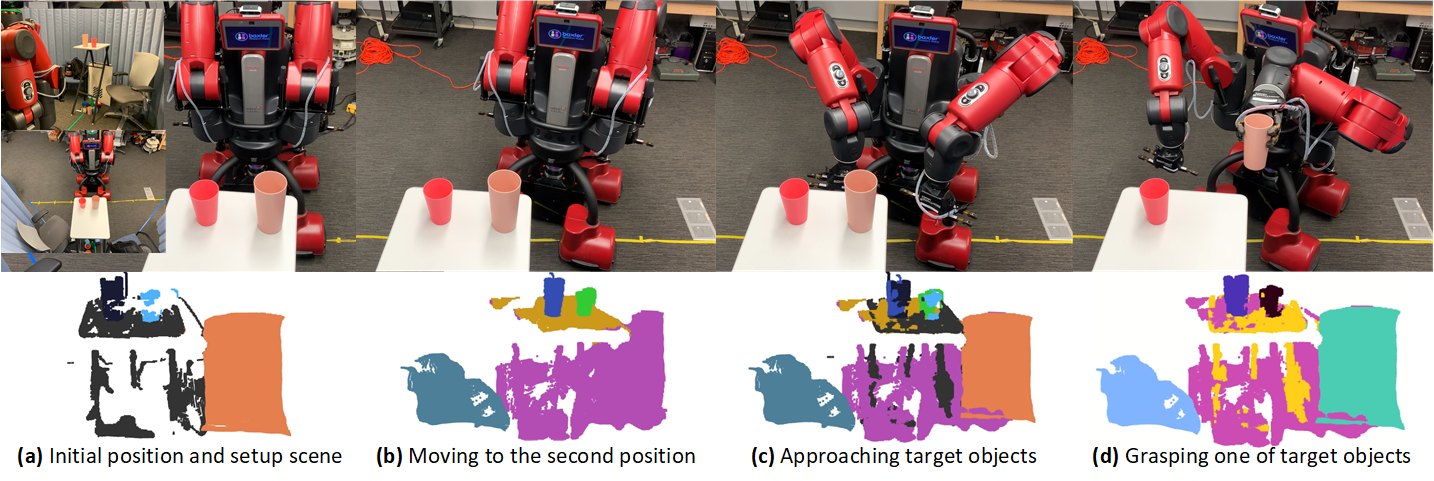 baxter
baxter
baxter
baxter
(a) Initial position and setup scene
(b) Moving to the second position
(c) Approaching target objects
(d) Grasping one of target objects